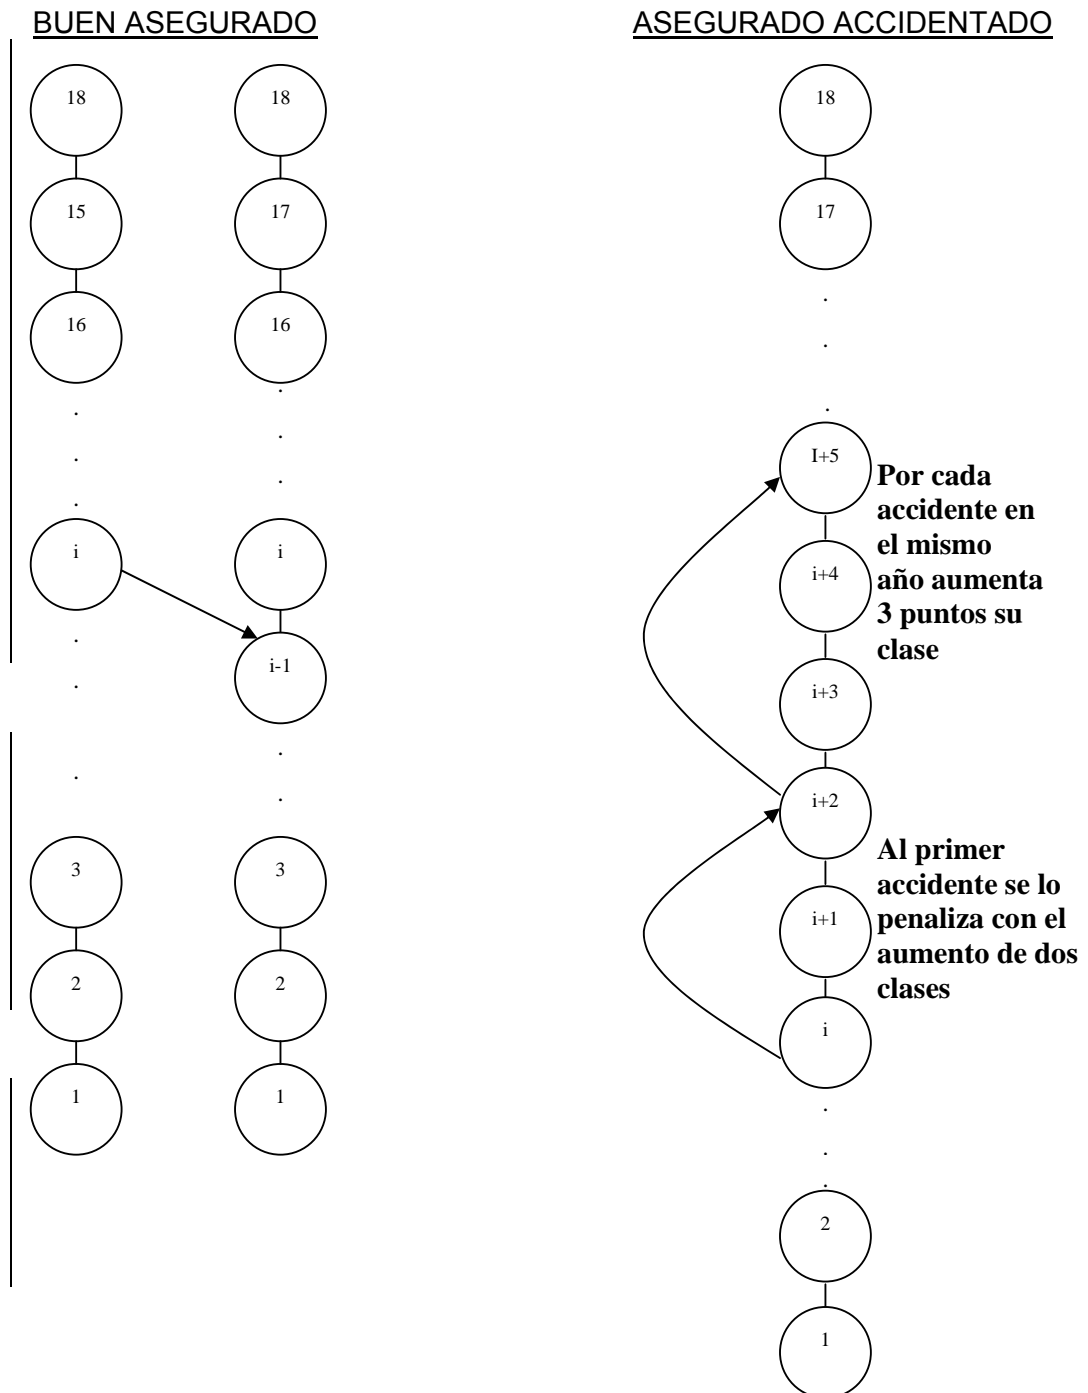 BUEN ASEGURADO
18
15
16
.
.
.
i
.
.
.
3
2
1
18
17
16
.
.
.
i
i-1
.
.
3
2
1
ASEGURADO ACCIDENTADO
18
17
.
.
.
I+5
i+4
i+3
i+2
i+1
i
.
.
.
2
1
Por cada
accidente en
el mismo
año aumenta
3 puntos su
clase
Al primer
accidente se lo
penaliza con el
aumento de dos
clases